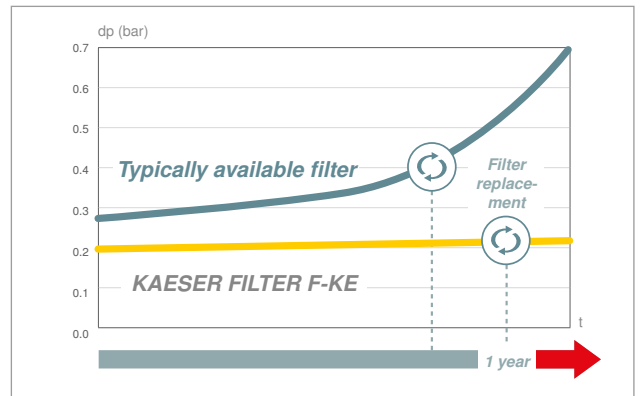 dp (bar)
0.7
0.6
0.5
0.4
0.3
0.2
0.1
0.0
Typically available filter
Filter
replace-
ment
KAESER FILTER F-KE
t
1 year